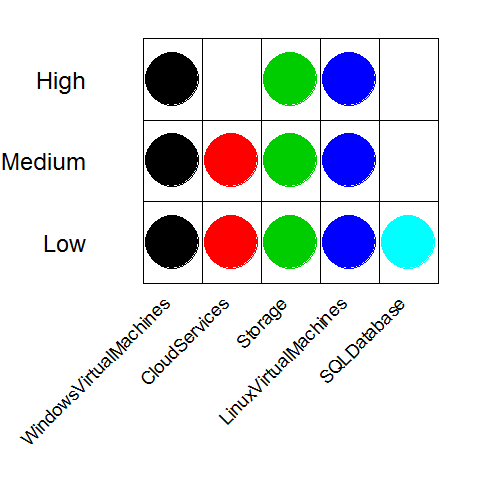 High
Medium
Low
WindowsVirtualMachines
CloudServices
Storage
LinuxVirtualMachines
SQLDatabase